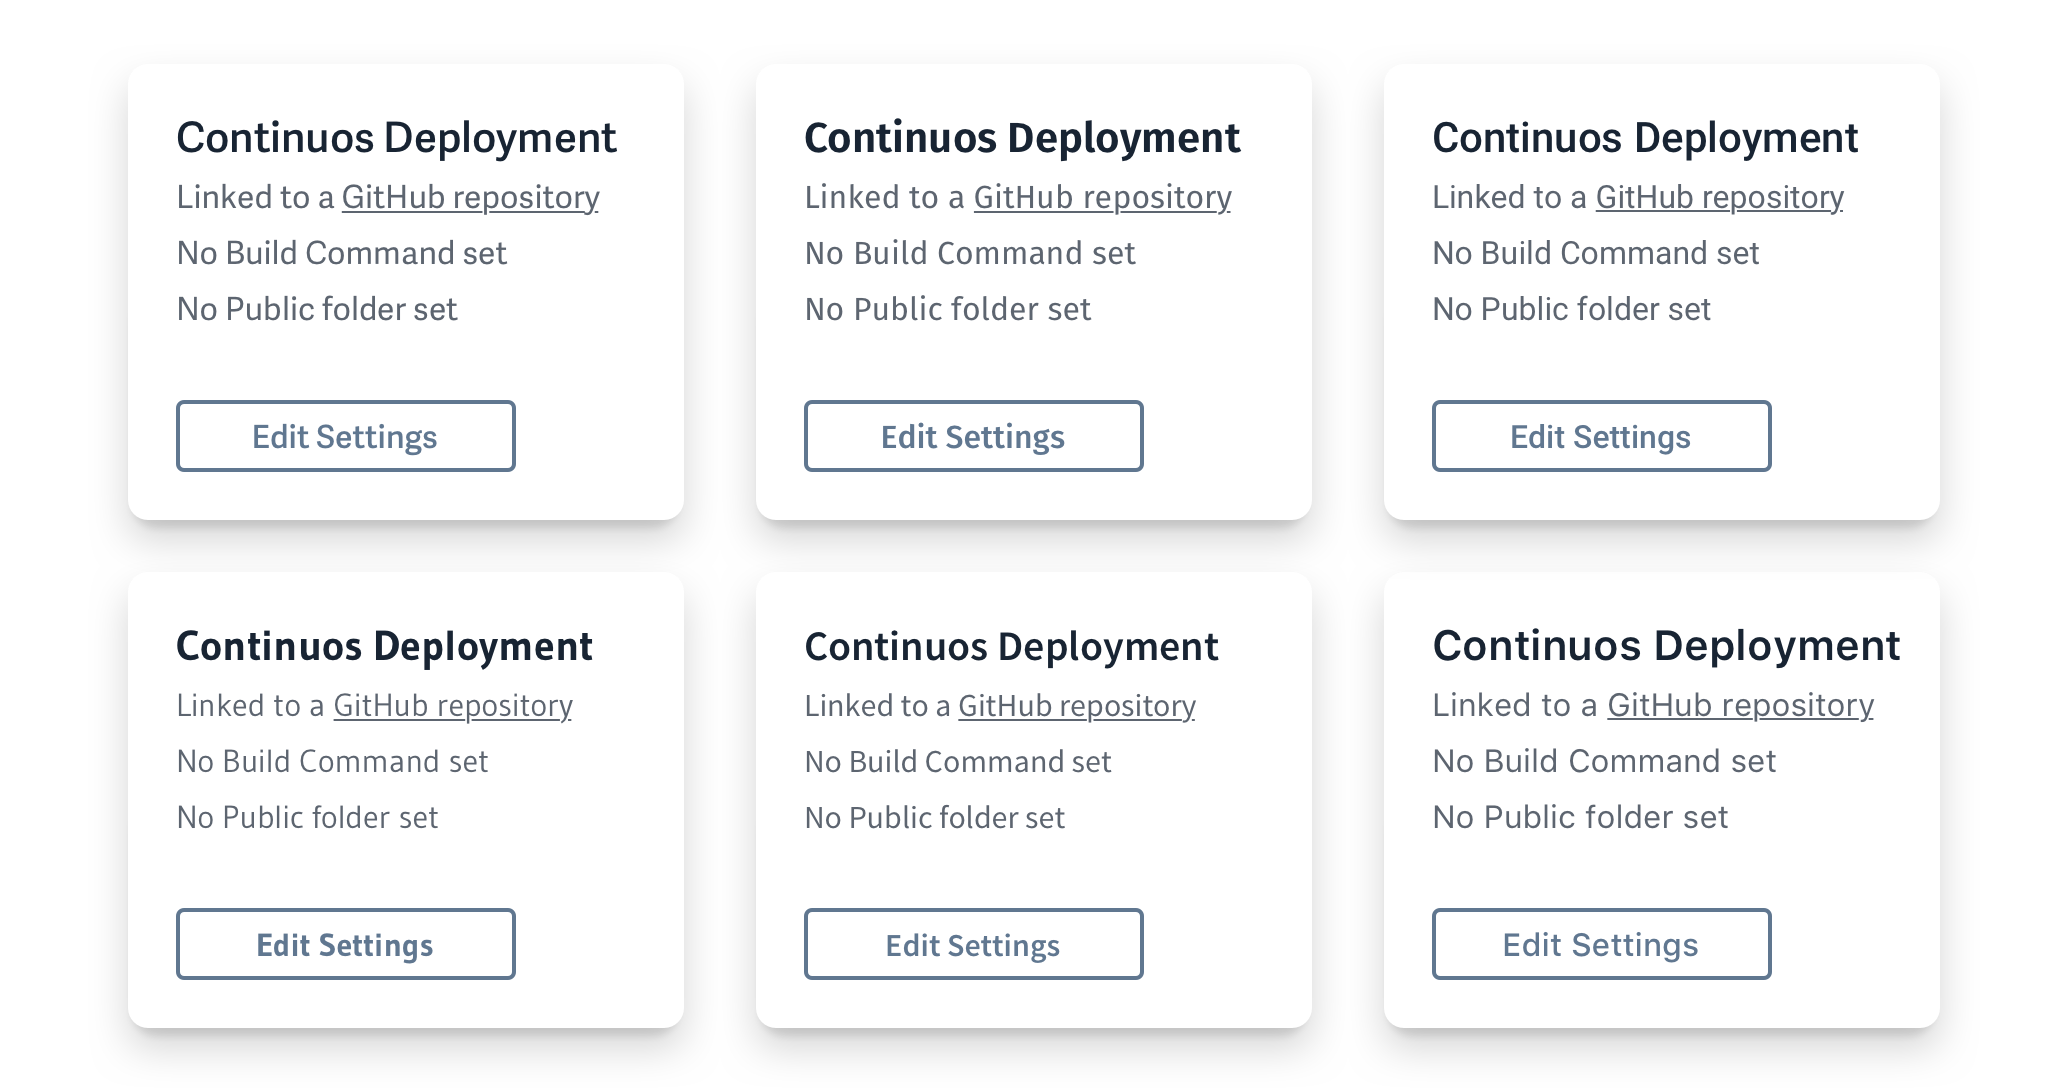 Continuos Deployment
Linked to a GitHub repository
No Build Command set
No Public folder set
Edit Settings
Continuos Deployment
Linked to a GitHub repository
No Build Command set
No Public folder set
Edit Settings
Continuos Deployment
Linked to a GitHub repository
No Build Command set
No Public folder set
Edit Settings
Continuos Deployment
Linked to a GitHub repository
No Build Command set
No Public folder set
Edit Settings
Continuos Deployment
Linked to a GitHub repository
No Build Command set
No Public folder set
Edit Settings
Continuos Deployment
Linked to a GitHub repository
No Build Command set
No Public folder set
Edit Settings